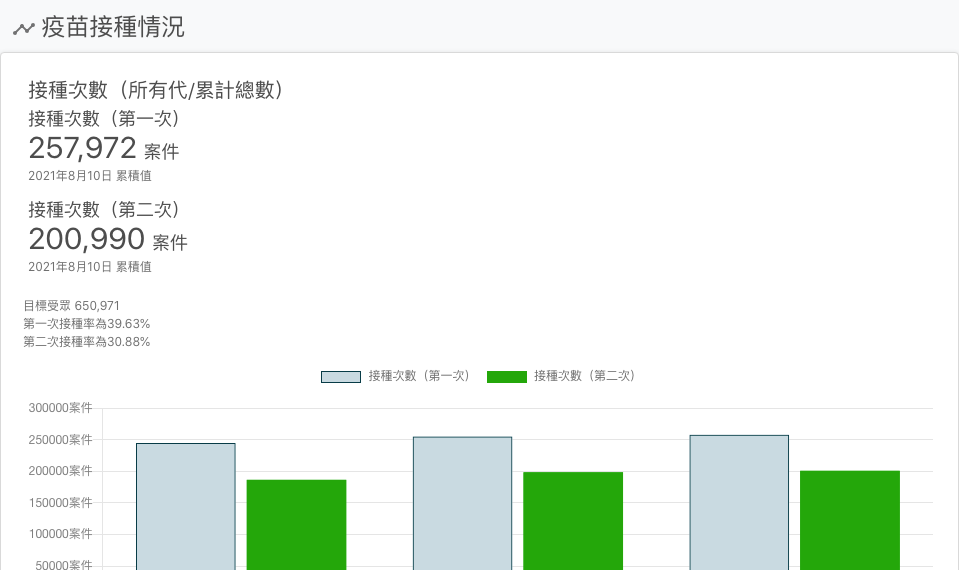 疫苗接種情況
接種次數（所有代/累計總數）
接種次數（第一次）
257,972 案件
2021年8月10日 累積值
接種次數（第二次）
200,990 案件
2021年8月10日 累積值
目標受眾 650,971
第一次接種率為39.63%
第二次接種率為30.88%
接種次數（第一次） 接種次數（第二次）
300000案件
250000案件
200000案件
150000案件
100000案件
50000案件